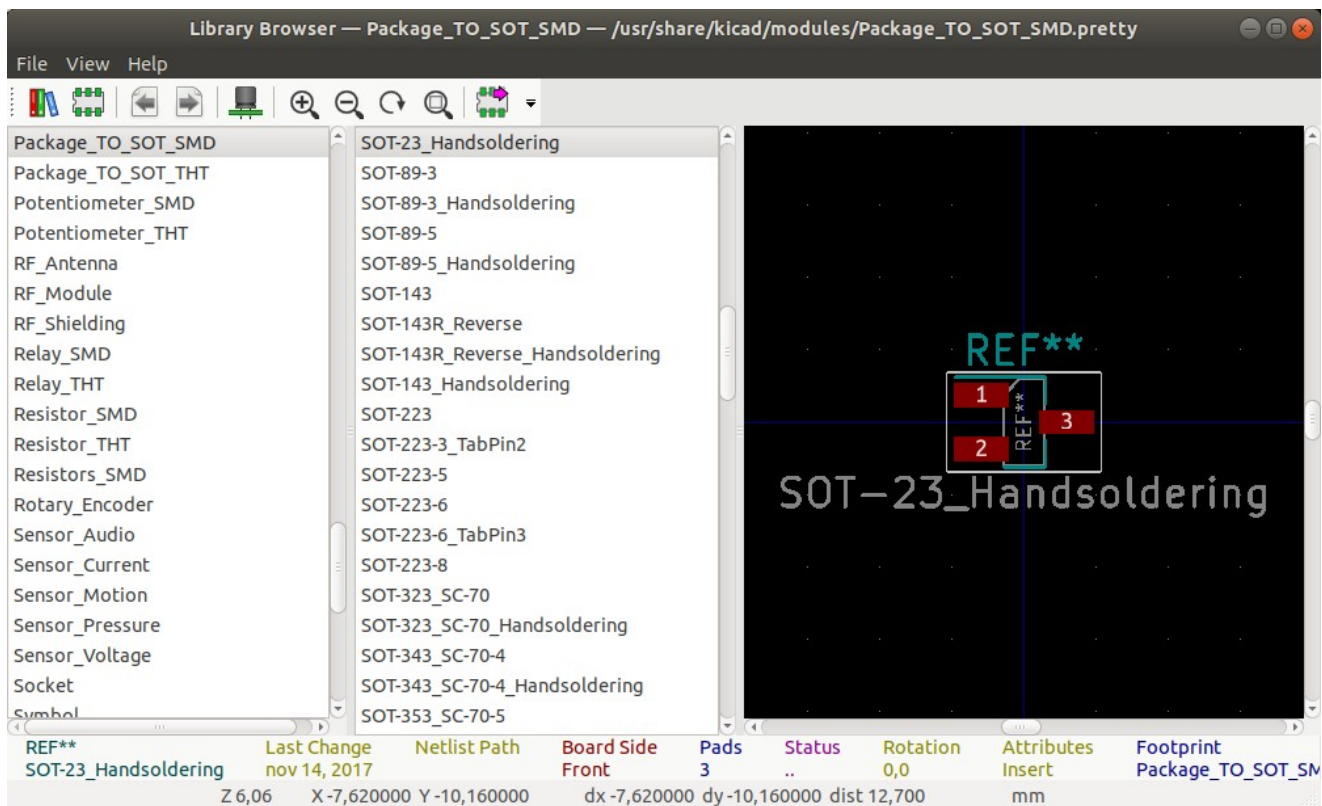 Library Browser — Package_TO_SOT_SMD — /usr/share/kicad/modules/Package_TO_SOT_SMD.pretty
File View Help
Package_TO_SOT_SMD
Package_TO_SOT_THT
Potentiometer_SMD
Potentiometer_THT
RF_Antenna
RF_Module
RF_Shielding
Relay_SMD
Relay_THT
Resistor_SMD
Resistor_THT
Resistors_SMD
Rotary_Encoder
Sensor_Audio
Sensor_Current
Sensor_Motion
Sensor_Pressure
Sensor_Voltage
Socket
Symbol
SOT-23_Handsoldering
SOT-89-3
SOT-89-3_Handsoldering
SOT-89-5
SOT-89-5_Handsoldering
SOT-143
SOT-143R_Reverse
SOT-143R_Reverse_Handsoldering
SOT-143_Handsoldering
SOT-223
SOT-223-3_TabPin2
SOT-223-5
SOT-223-6
SOT-223-6_TabPin3
SOT-223-8
SOT-323_SC-70
SOT-323_SC-70_Handsoldering
SOT-343_SC-70-4
SOT-343_SC-70-4_Handsoldering
SOT-353_SC-70-5
REF**
1
REF**
3
2
SOT-23_Handsoldering
REF** Last Change Netlist Path Board Side Pads Status Rotation Attributes Footprint
SOT-23_Handsoldering nov 14, 2017 Front 3 .. 0,0 Insert Package_TO_SOT_SM
Z 6,06 X -7,620000 Y -10,160000 dx -7,620000 dy -10,160000 dist 12,700 mm